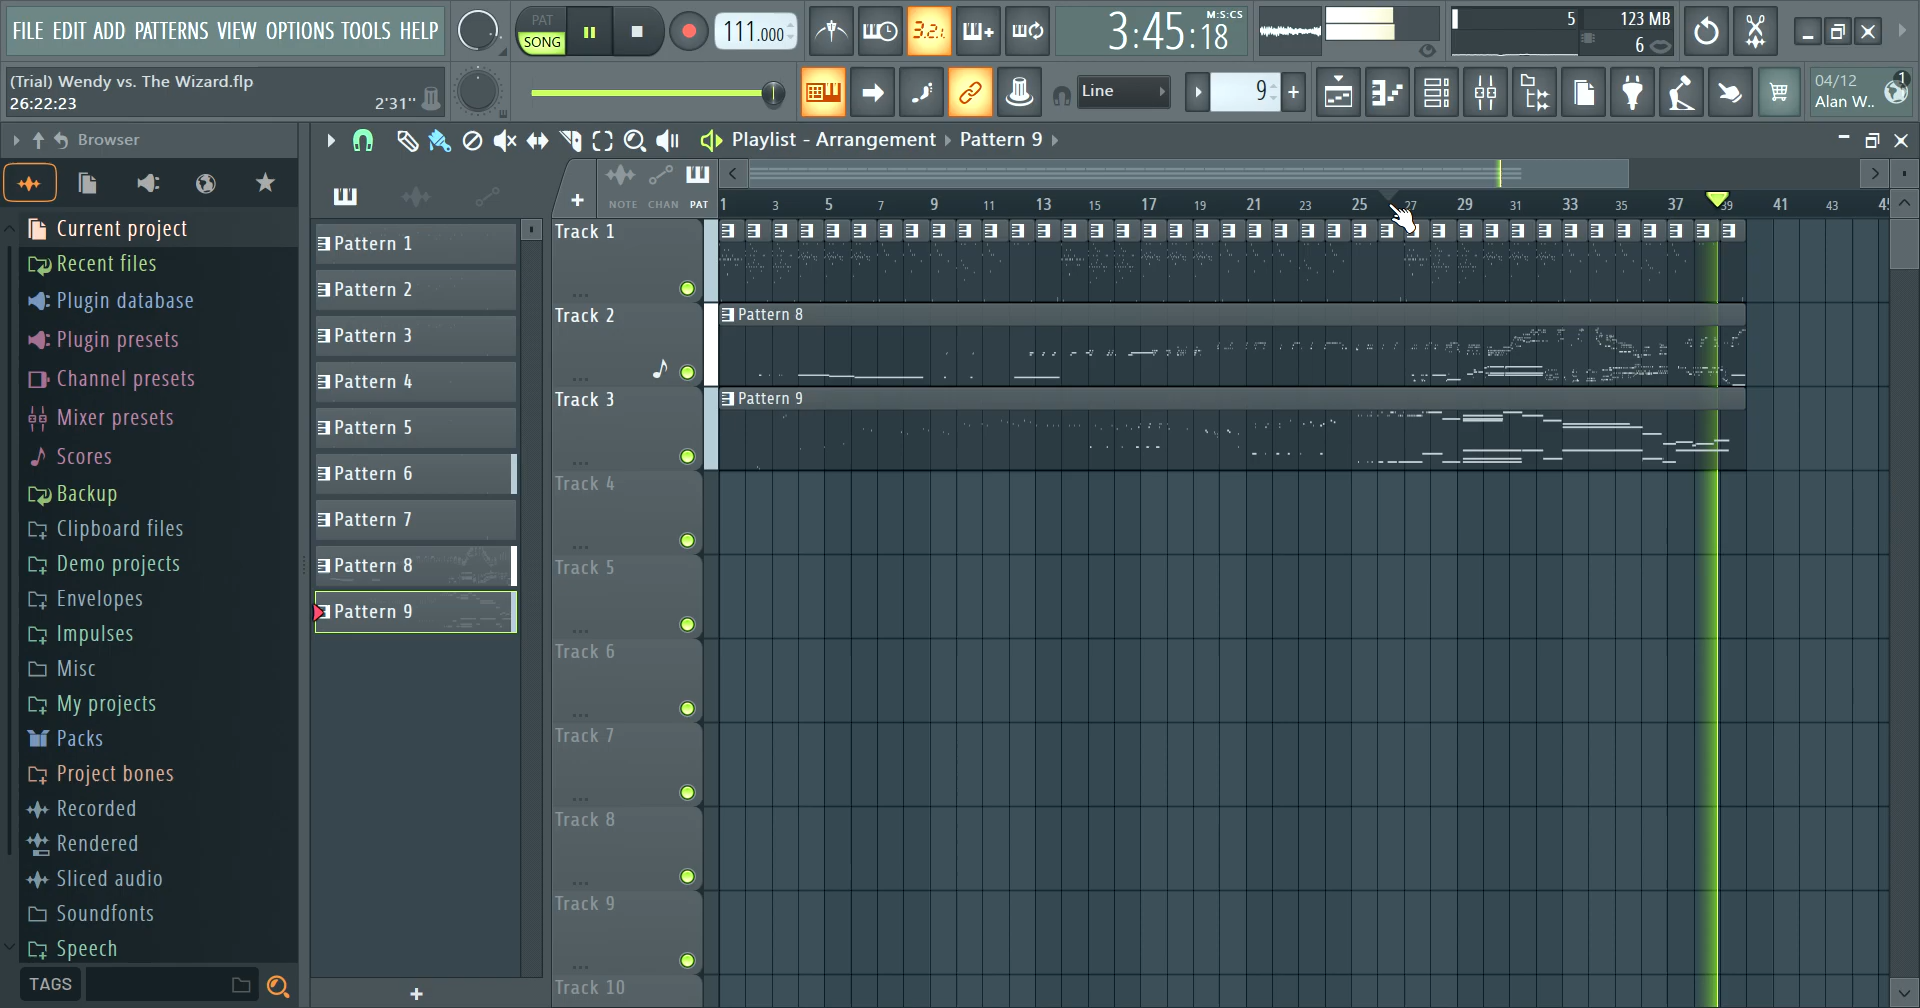 FILE EDIT ADD PATTERNS VIEW OPTIONS TOOLS HELP
PAT
SONG
111.000
3.2.
3:45:18
M:S:CS
5
123 MB
6
(Trial) Wendy vs. The Wizard.flp
26:22:23
2'31''
Line
9
04/12
1
Alan W..
Browser
Playlist - Arrangement
Pattern 9
NOTE CHAN PAT
1 3 5 7 9 11 13 15 17 19 21 23 25 27 29 31 33 35 37 39 41 43
Current project
Recent files
Plugin database
Plugin presets
Channel presets
Mixer presets
Scores
Backup
Clipboard files
Demo projects
Envelopes
Impulses
Misc
My projects
Packs
Project bones
Recorded
Rendered
Sliced audio
Soundfonts
Speech
TAGS
Pattern 1
Pattern 2
Pattern 3
Pattern 4
Pattern 5
Pattern 6
Pattern 7
Pattern 8
Pattern 9
Track 1
Track 2
Pattern 8
Track 3
Pattern 9
Track 4
Track 5
Track 6
Track 7
Track 8
Track 9
Track 10